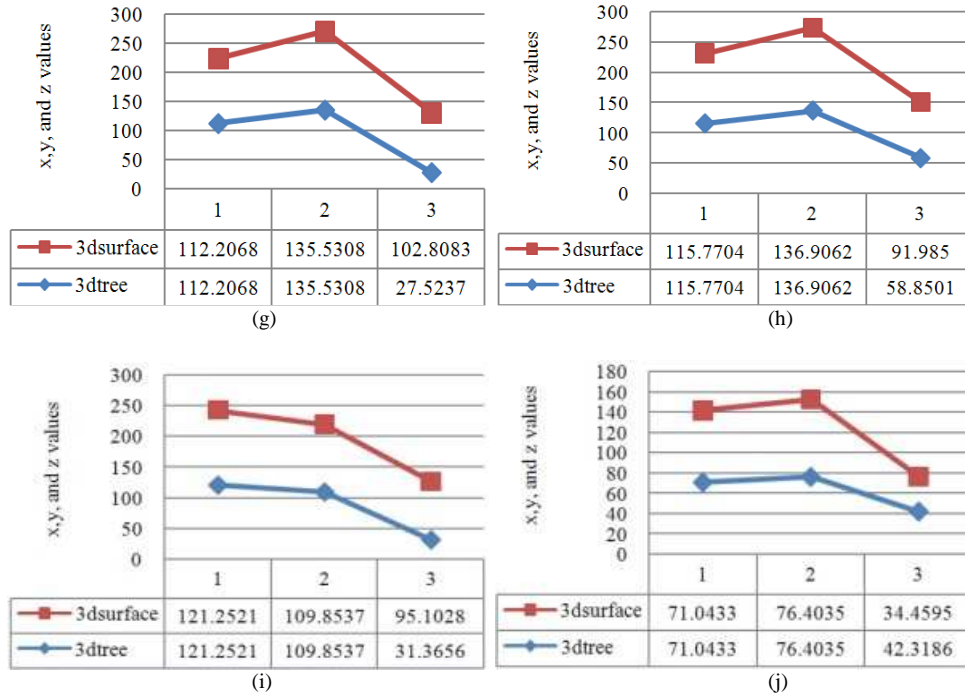 300
250
200
150
100
50
0
x,y, and z values
1 2 3
3dsurface 112.2068 135.5308 102.8083
3dtree 112.2068 135.5308 27.5237
(g)
300
250
200
150
100
50
0
x,y, and z values
1 2 3
3dsurface 115.7704 136.9062 91.985
3dtree 115.7704 136.9062 58.8501
(h)
300
250
200
150
100
50
0
x,y, and z values
1 2 3
3dsurface 121.2521 109.8537 95.1028
3dtree 121.2521 109.8537 31.3656
(i)
180
160
140
120
100
80
60
40
20
0
x,y, and z values
1 2 3
3dsurface 71.0433 76.4035 34.4595
3dtree 71.0433 76.4035 42.3186
(j)